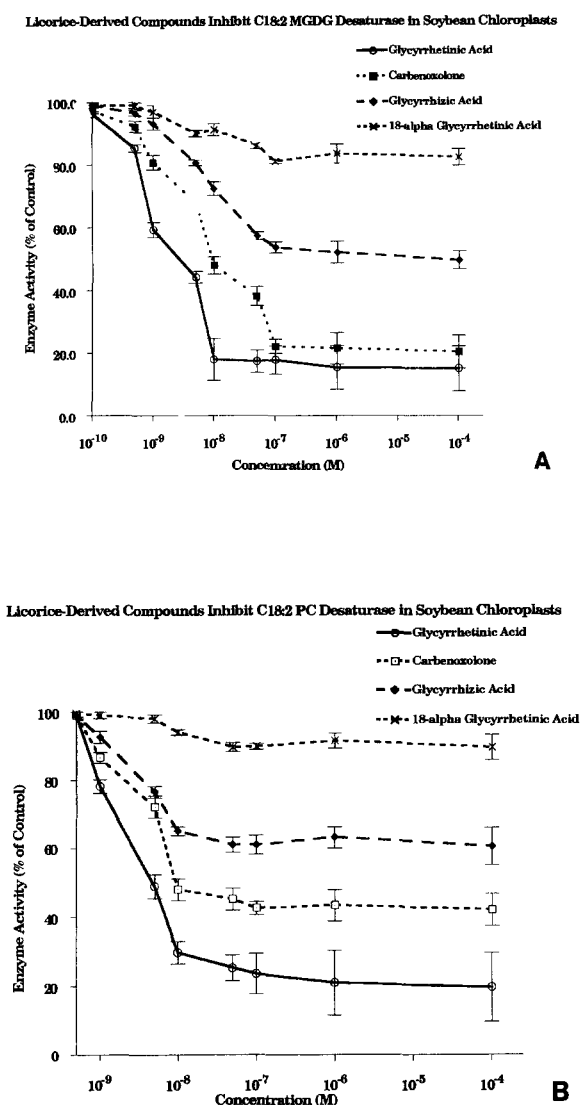 Licorice-Derived Compounds Inhibit C18:2 MGDG Desaturase in Soybean Chloroplasts
Glycyrrhetinic Acid
Carbenoxolone
Glycyrrhizic Acid
18-alpha Glycyrrhetinic Acid
Enzyme Activity (% of Control)
100.0
80.0
60.0
40.0
20.0
0.0
10-10
10-9
10-8
10-7
10-6
10-5
10-4
Concentration (M)
A
Licorice-Derived Compounds Inhibit C18:2 PC Desaturase in Soybean Chloroplasts
Glycyrrhetinic Acid
Carbenoxolone
Glycyrrhizic Acid
18-alpha Glycyrrhetinic Acid
Enzyme Activity (% of Control)
100
80
60
40
20
0
10-9
10-8
10-7
10-6
10-5
10-4
Concentration (M)
B